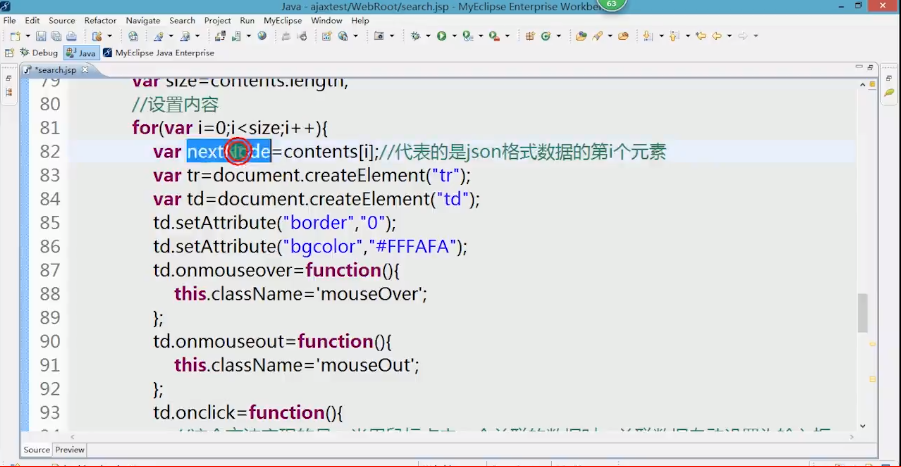 Java - ajaxtest/WebRoot/search.jsp - MyEclipse Enterprise Workben
63
File Edit Source Refactor Navigate Search Project Run MyEclipse Window Help
Debug Java MyEclipse Java Enterprise
*search.jsp
79 var size=contents.length;
80 //设置内容
81 for(var i=0;i<size;i++){
82 var nextNode=contents[i];//代表的是json格式数据的第i个元素
83 var tr=document.createElement("tr");
84 var td=document.createElement("td");
85 td.setAttribute("border","0");
86 td.setAttribute("bgcolor","#FFFAFA");
87 td.onmouseover=function(){
88 this.className='mouseOver';
89 };
90 td.onmouseout=function(){
91 this.className='mouseOut';
92 };
93 td.onclick=function(){
Source Preview